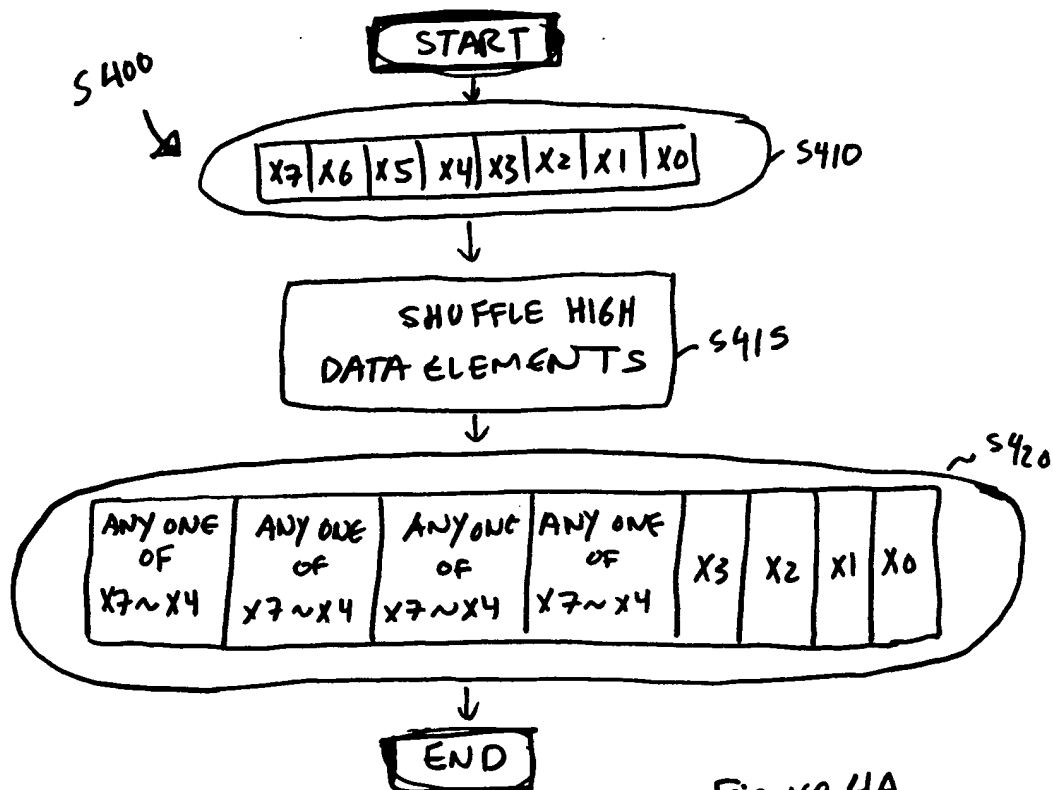 START
S400
X7 X6 X5 X4 X3 X2 X1 X0
S410
SHUFFLE HIGH
DATA ELEMENTS
S415
S420
ANY ONE OF X7~X4 ANY ONE OF X7~X4 ANY ONE OF X7~X4 ANY ONE OF X7~X4 X3 X2 X1 X0
END
Figure 4A